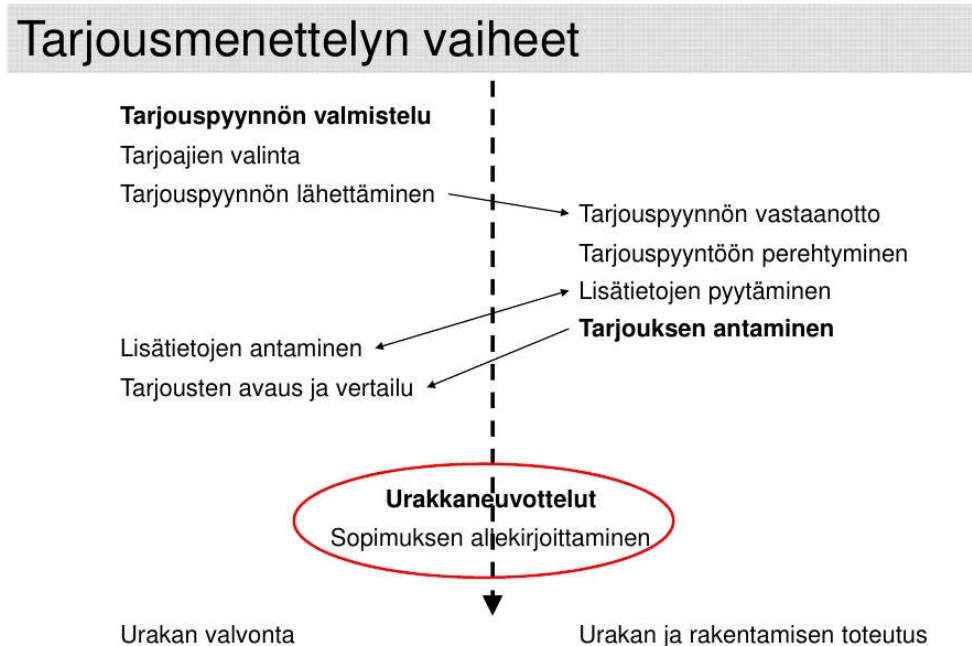 Tarjousmenettelyn vaiheet
Tarjouspyynnön valmistelu
Tarjoajien valinta
Tarjouspyynnön lähettäminen
Tarjouspyynnön vastaanotto
Tarjouspyyntöön perehtyminen
Lisätietojen pyytäminen
Tarjouksen antaminen
Lisätietojen antaminen
Tarjousten avaus ja vertailu
Urakkaneuvottelut
Sopimuksen allekirjoittaminen
Urakan valvonta
Urakan ja rakentamisen toteutus